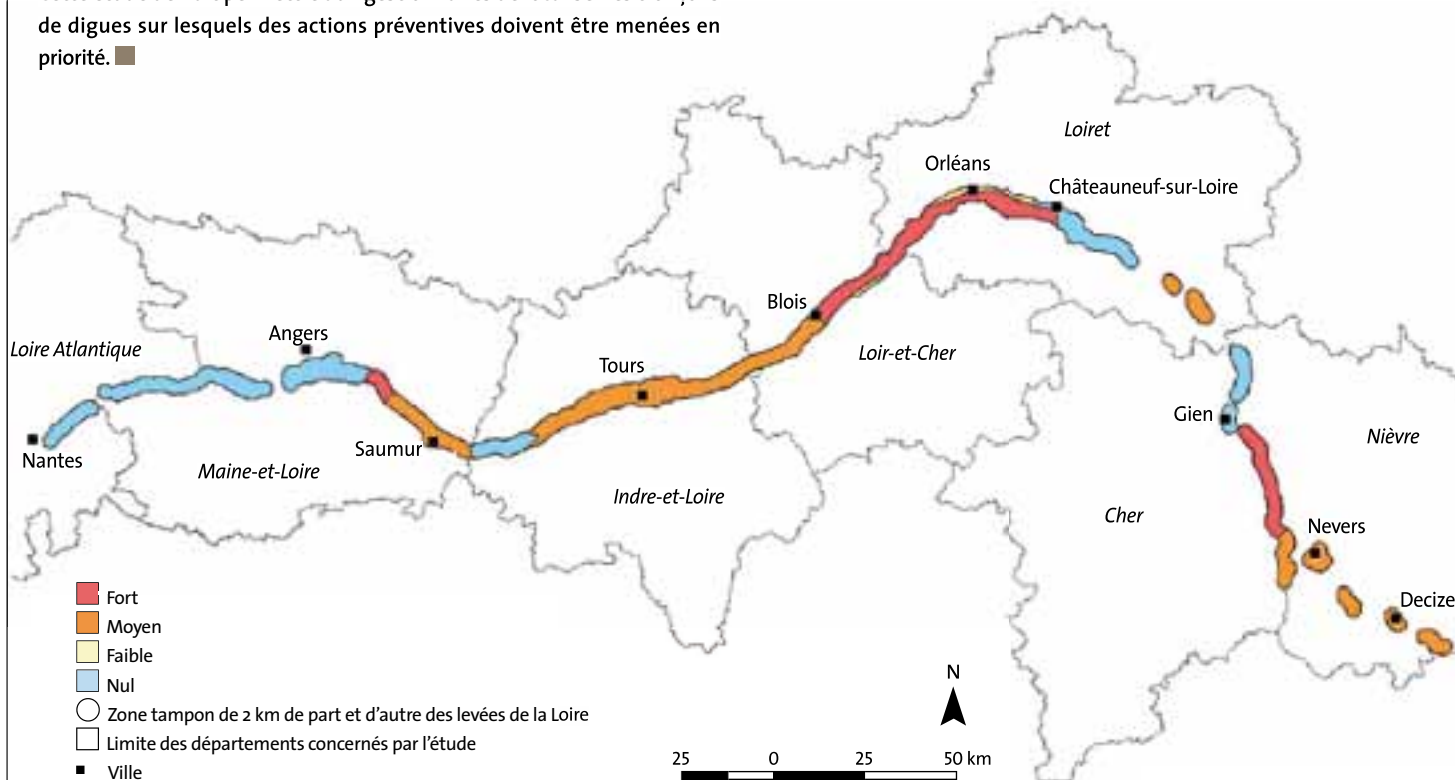 de digues sur lesquels des actions préventives doivent être menées en
priorité.
Loiret
Orléans
Châteauneuf-sur-Loire
Blois
Angers
Loire Atlantique
Tours
Loir-et-Cher
Gien
Nièvre
Saumur
Nantes
Maine-et-Loire
Indre-et-Loire
Cher
Nevers
Decize
Fort
Moyen
Faible
Nul
Zone tampon de 2 km de part et d'autre des levées de la Loire
Limite des départements concernés par l'étude
Ville
N
25 0 25 50 km